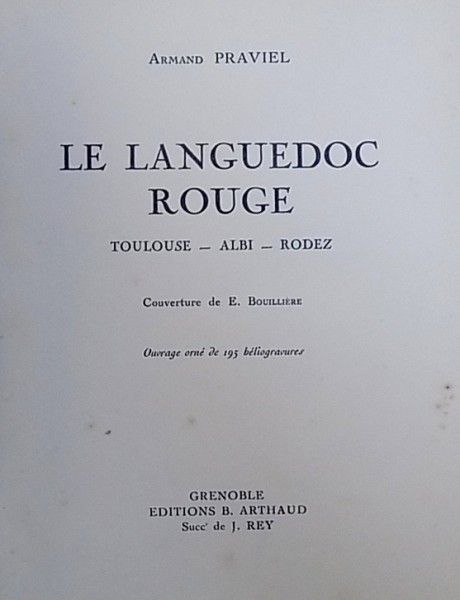 Armand PRAVIEL
LE LANGUEDOC
ROUGE
TOULOUSE — ALBI — RODEZ
Couverture de E. Bouillière
Ouvrage orné de 195 héliogravures
GRENOBLE
EDITIONS B. ARTHAUD
Succʳ de J. REY